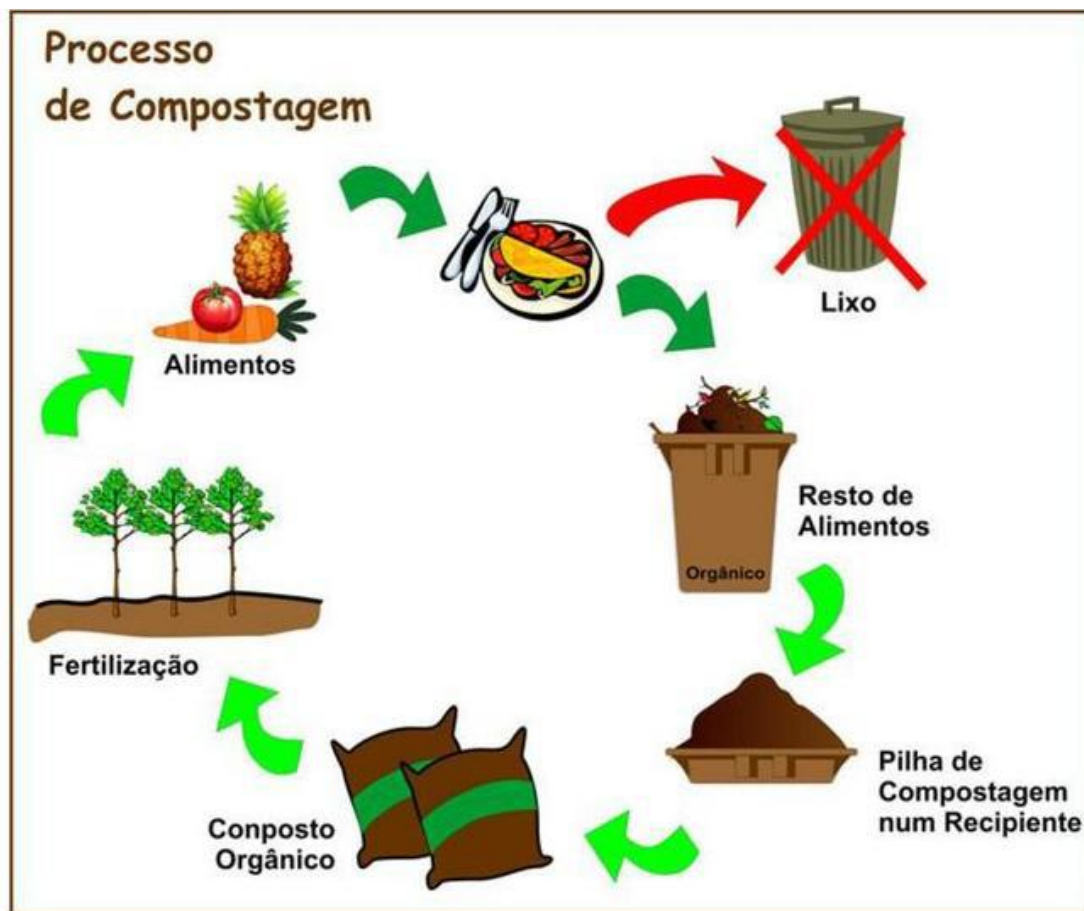 Processo
de Compostagem
Lixo
Alimentos
Resto de
Alimentos
Orgânico
Fertilização
Pilha de
Compostagem
num Recipiente
Conposto
Orgânico